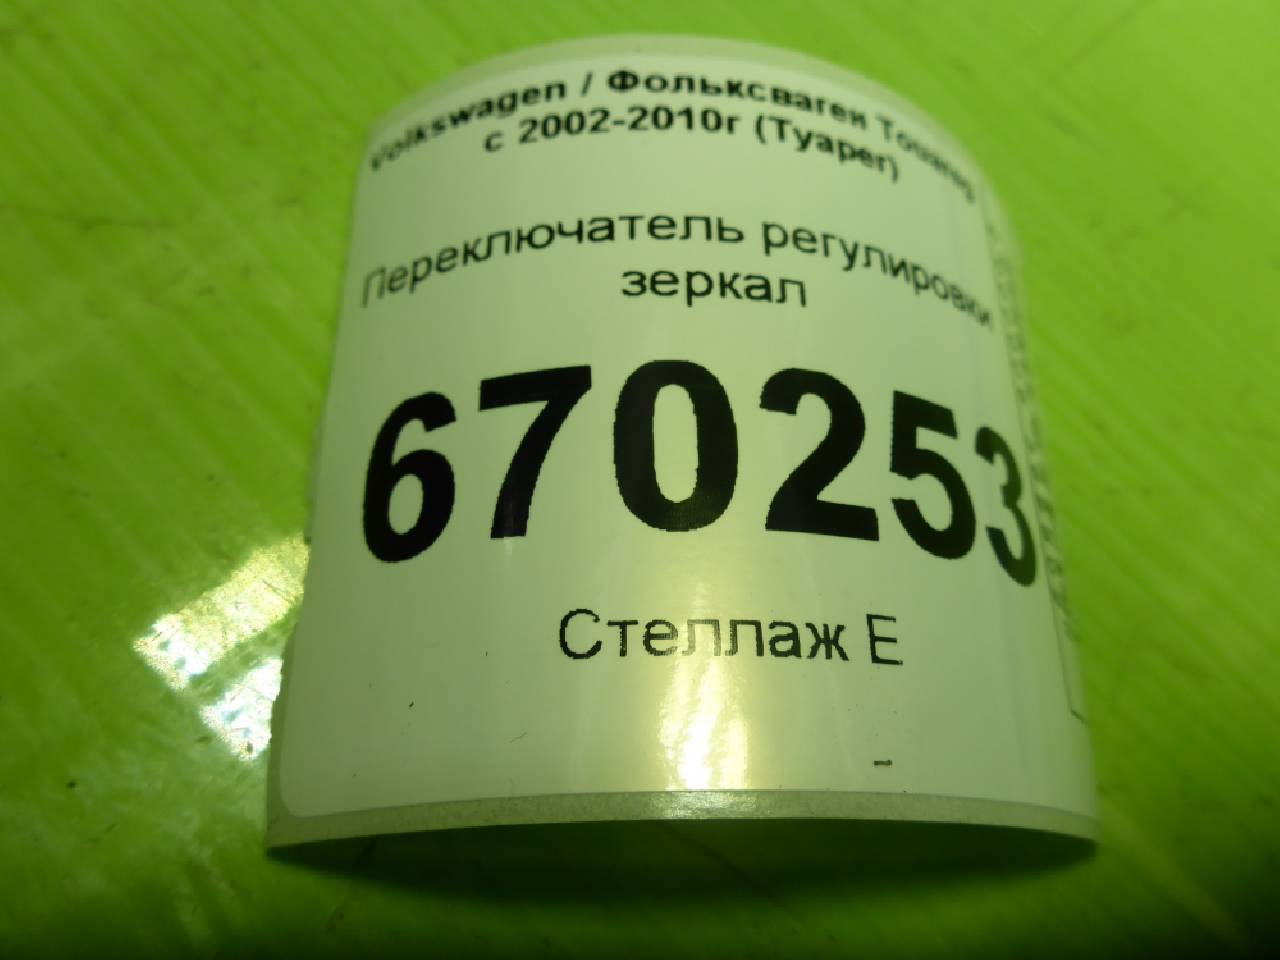 Volkswagen / Фольксваген Touareg
с 2002-2010г (Туарег)
Переключатель регулировки
зеркал
670253
Стеллаж Е
-